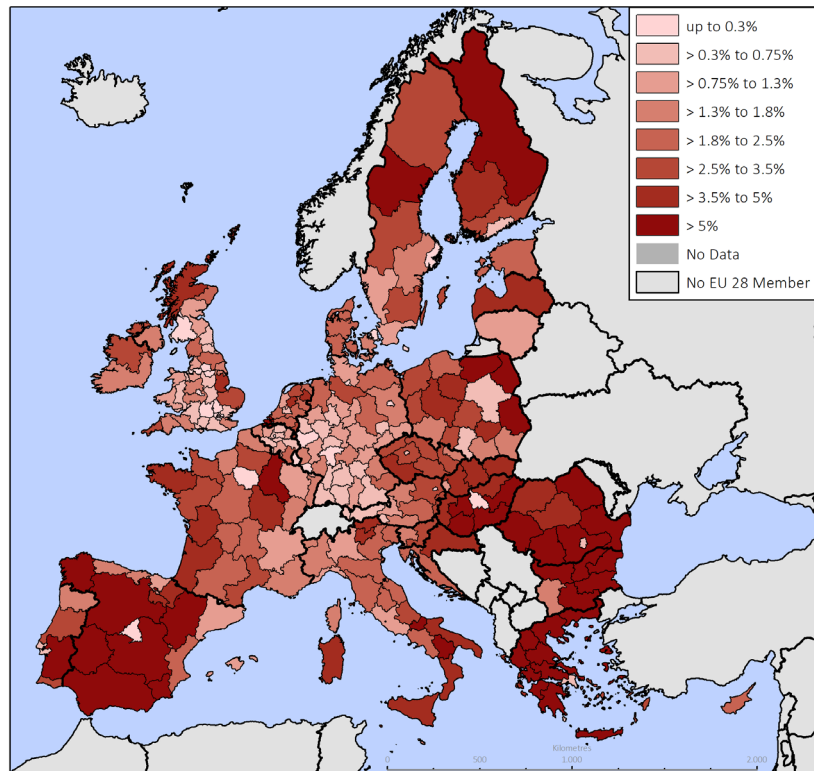 up to 0.3%
> 0.3% to 0.75%
> 0.75% to 1.3%
> 1.3% to 1.8%
> 1.8% to 2.5%
> 2.5% to 3.5%
> 3.5% to 5%
> 5%
No Data
No EU 28 Member
Kilometres
0 500 1.000 2.000